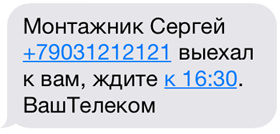 Монтажник Сергей
+79031212121 выехал
к вам, ждите к 16:30.
ВашТелеком